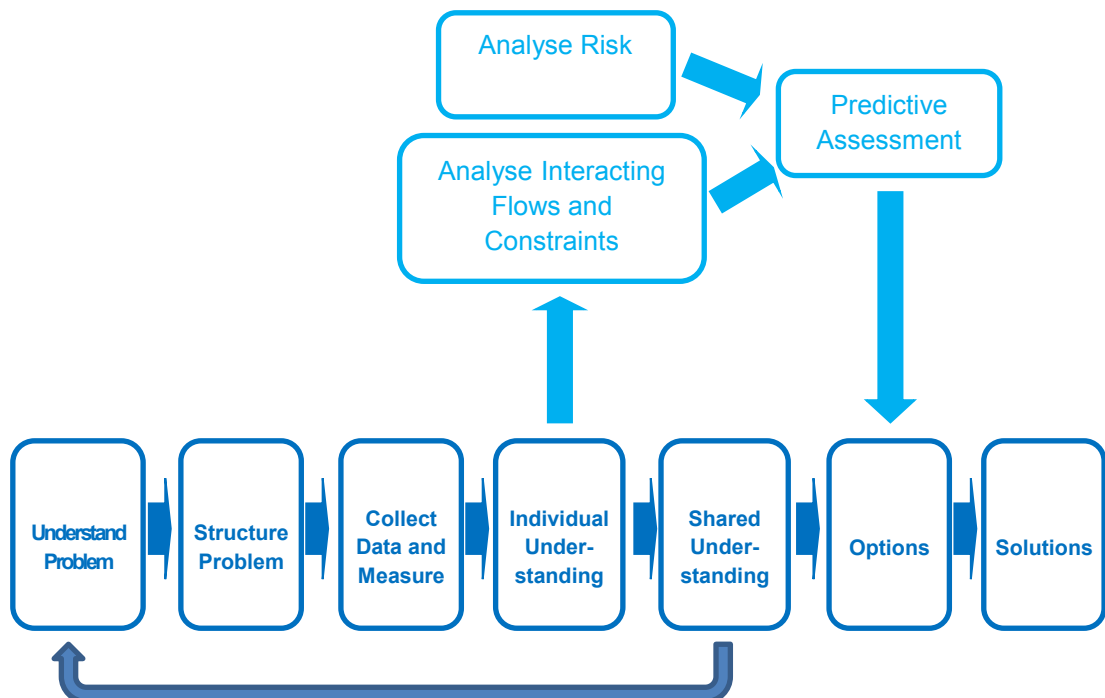 Analyse Risk
Predictive
Assessment
Analyse Interacting
Flows and
Constraints
Understand
Problem
Structure
Problem
Collect
Data and
Measure
Individual
Under-
standing
Shared
Under-
standing
Options
Solutions